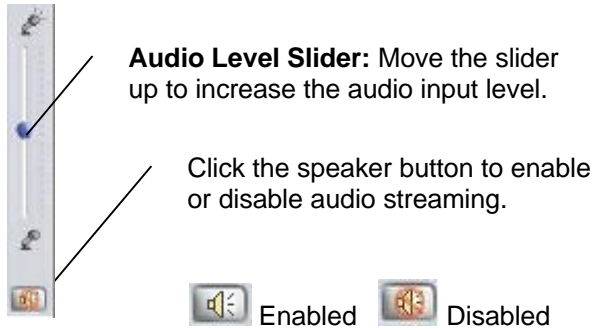 Audio Level Slider: Move the slider
up to increase the audio input level.
Click the speaker button to enable
or disable audio streaming.
Enabled Disabled